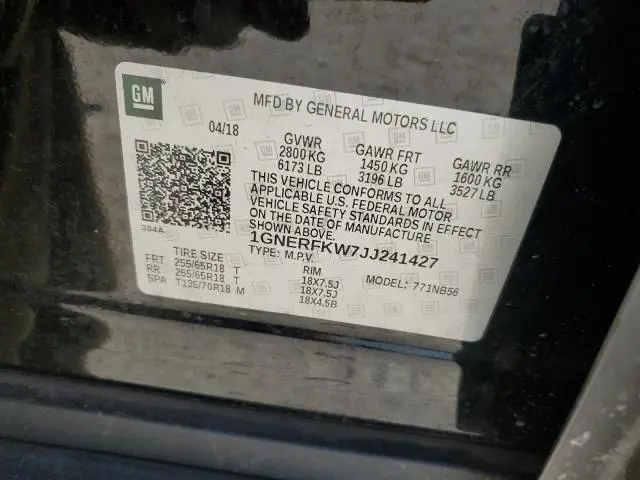 GM
MFD BY GENERAL MOTORS LLC
04/18
GVWR GAWR FRT GAWR RR
2800 KG 1450 KG 1600 KG
6173 LB 3196 LB 3527 LB
THIS VEHICLE CONFORMS TO ALL
APPLICABLE U.S. FEDERAL MOTOR
VEHICLE SAFETY STANDARDS IN EFFECT
ON THE DATE OF MANUFACTURE
SHOWN ABOVE.
384A
1GNERFKW7JJ241427
TYPE: M.P.V. MODEL: 771NB56
TIRE SIZE RIM
FRT 255/65R18 T 18X7.5J
RR 255/65R18 T 18X7.5J
SPA T135/70R18 M 18X4.5B